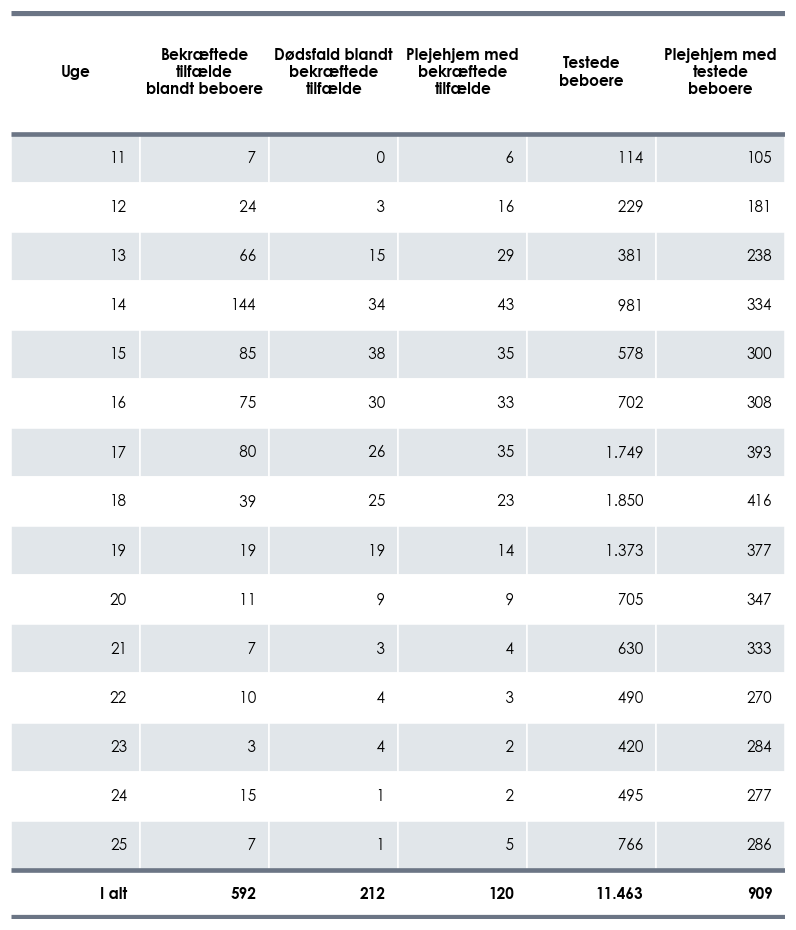 Uge Bekræftede tilfælde blandt beboere Dødsfald blandt bekræftede tilfælde Plejehjem med bekræftede tilfælde Testede beboere Plejehjem med testede beboere
11 7 0 6 114 105
12 24 3 16 229 181
13 66 15 29 381 238
14 144 34 43 981 334
15 85 38 35 578 300
16 75 30 33 702 308
17 80 26 35 1.749 393
18 39 25 23 1.850 416
19 19 19 14 1.373 377
20 11 9 9 705 347
21 7 3 4 630 333
22 10 4 3 490 270
23 3 4 2 420 284
24 15 1 2 495 277
25 7 1 5 766 286
I alt 592 212 120 11.463 909